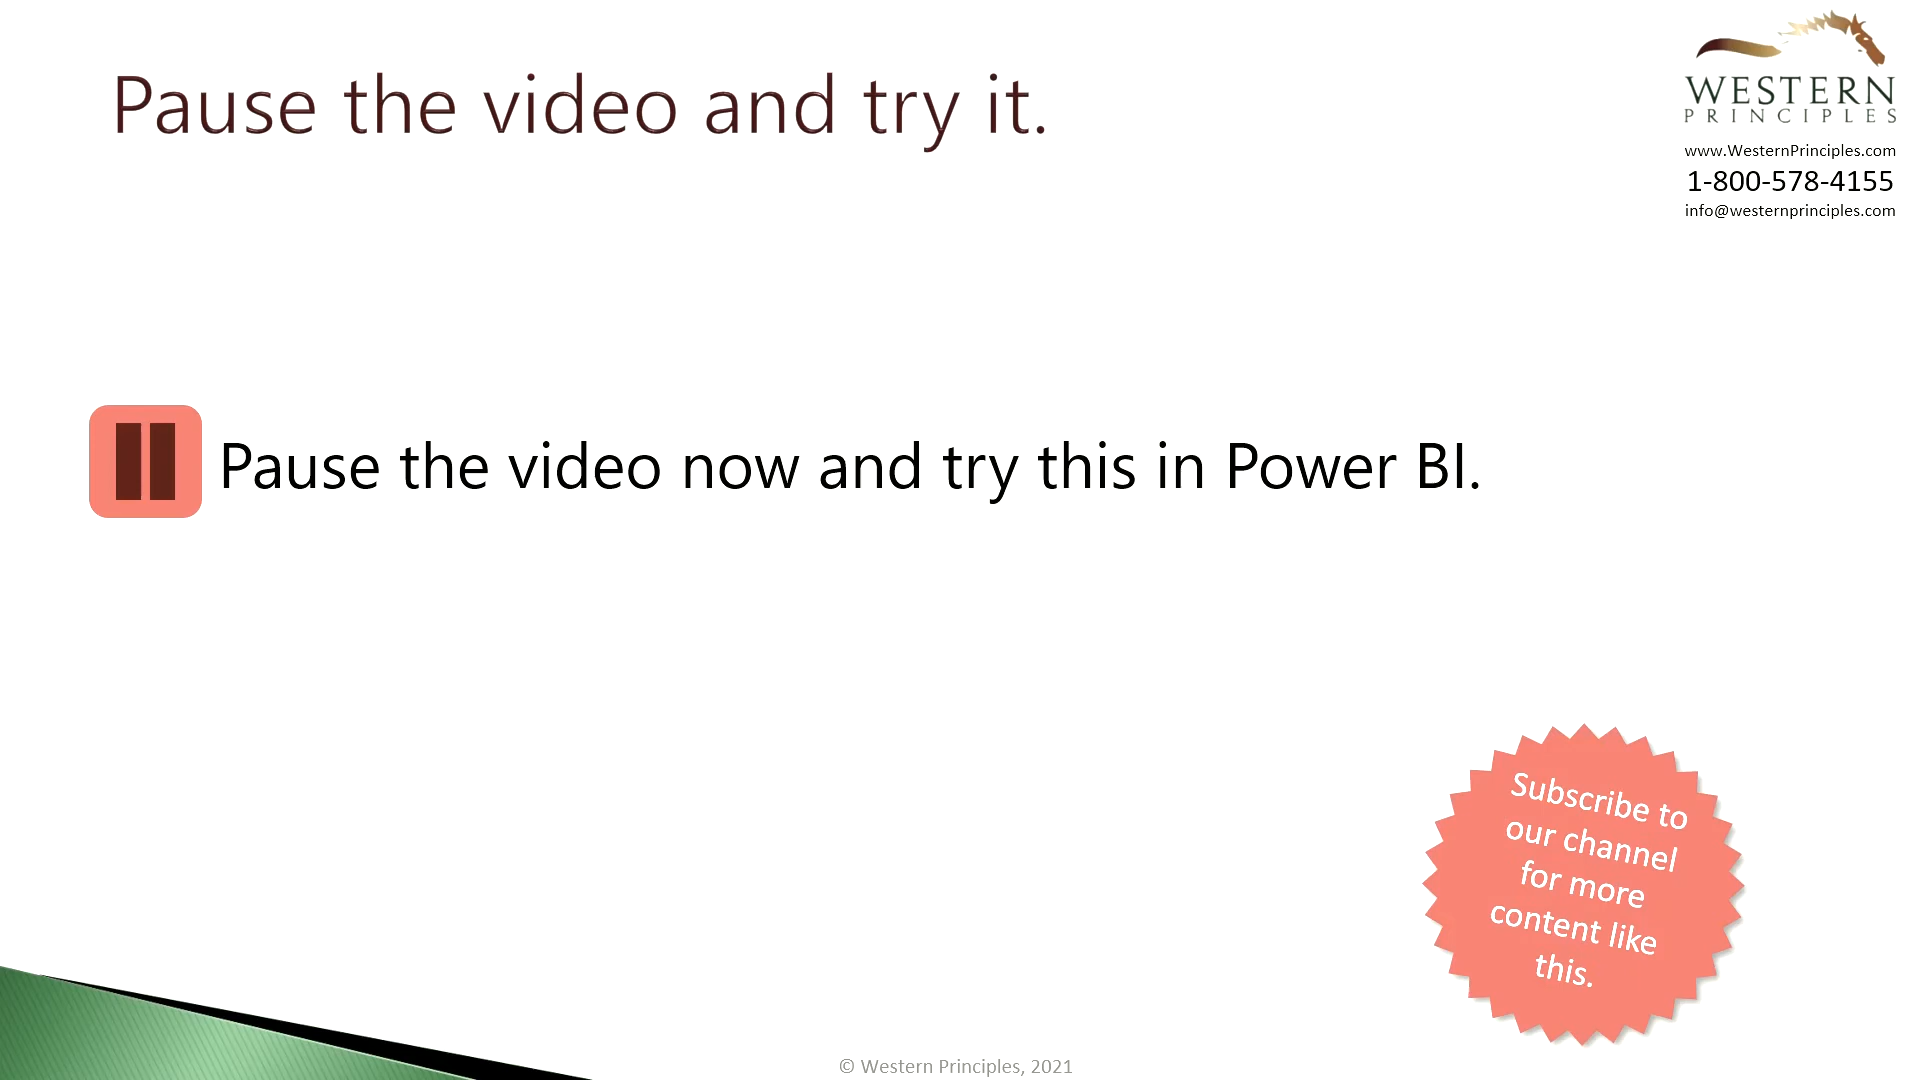 Pause the video and try it.
WESTERN
PRINCIPLES
www.WesternPrinciples.com
1-800-578-4155
info@westernprinciples.com
Pause the video now and try this in Power BI.
Subscribe to
our channel
for more
content like
this.
© Western Principles, 2021